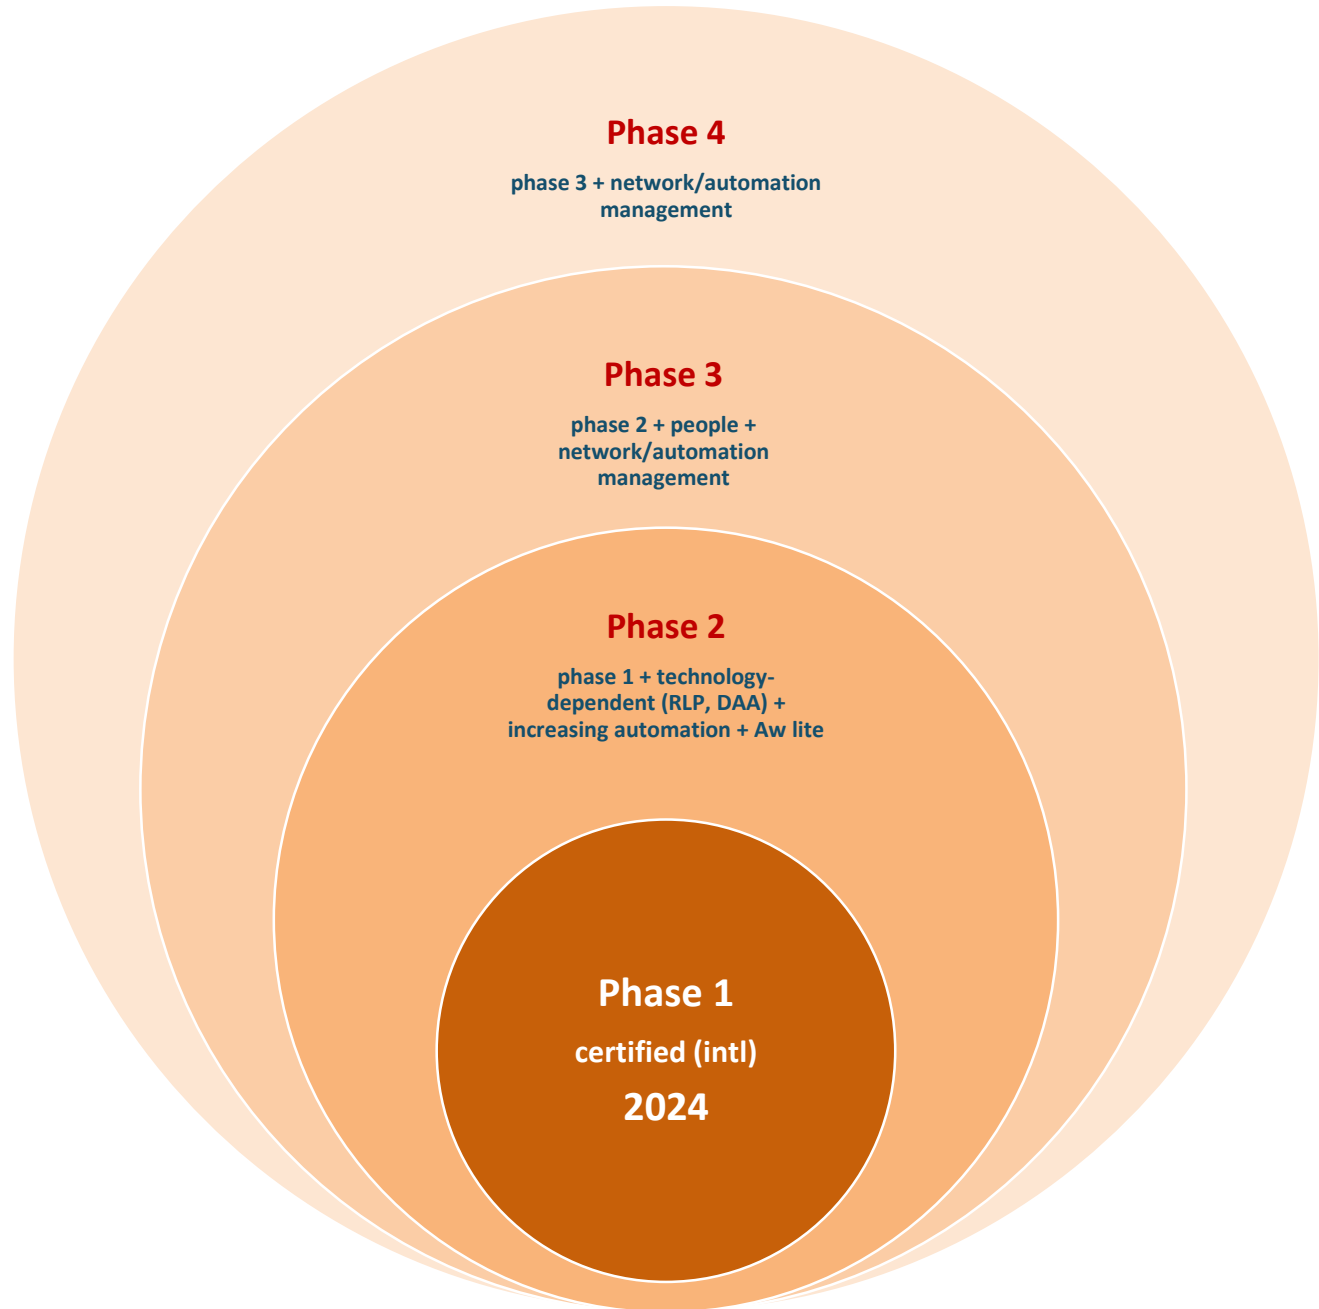 Phase 4
phase 3 + network/automation
management
Phase 3
phase 2 + people +
network/automation
management
Phase 2
phase 1 + technology-
dependent (RLP, DAA) +
increasing automation + Aw lite
Phase 1
certified (intl)
2024